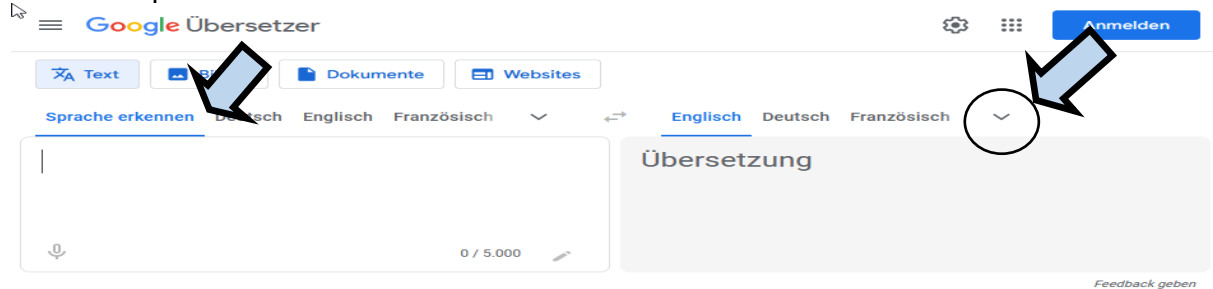 Google Übersetzer
Anmelden
Text Dokumente Websites
Sprache erkennen Deutsch Englisch Französisch Englisch Deutsch Französisch
Übersetzung
0 / 5.000
Feedback geben